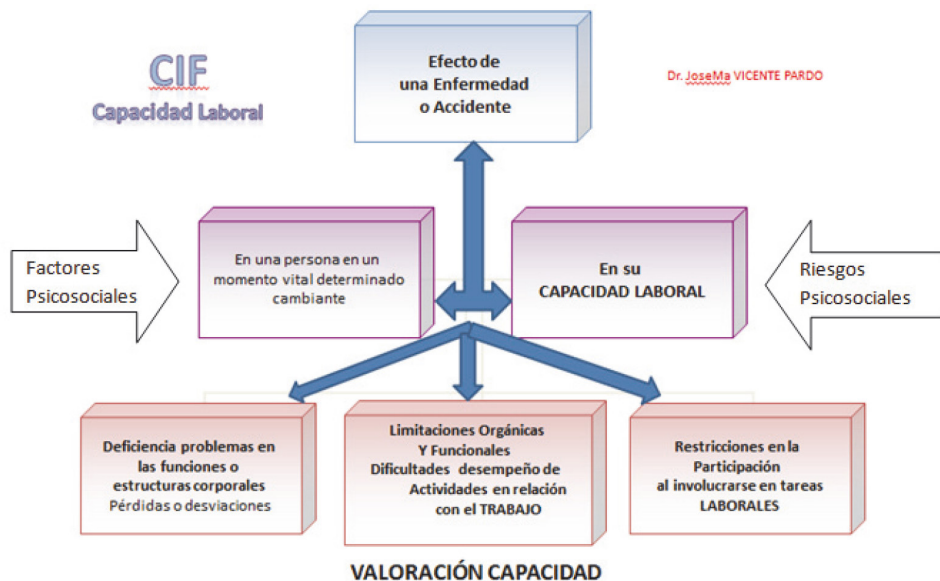 CIF
Capacidad Laboral
Efecto de
una Enfermedad
o Accidente
Dr. JoseMa VICENTE PARDO
Factores
Psicosociales
En una persona en un
momento vital determinado
cambiante
En su
CAPACIDAD LABORAL
Riesgos
Psicosociales
Deficiencia problemas en
las funciones o
estructuras corporales
Pérdidas o desviaciones
Limitaciones Orgánicas
Y Funcionales
Dificultades desempeño de
Actividades en relación
con el TRABAJO
Restricciones en la
Participación
al involucrarse en tareas
LABORALES
VALORACIÓN CAPACIDAD